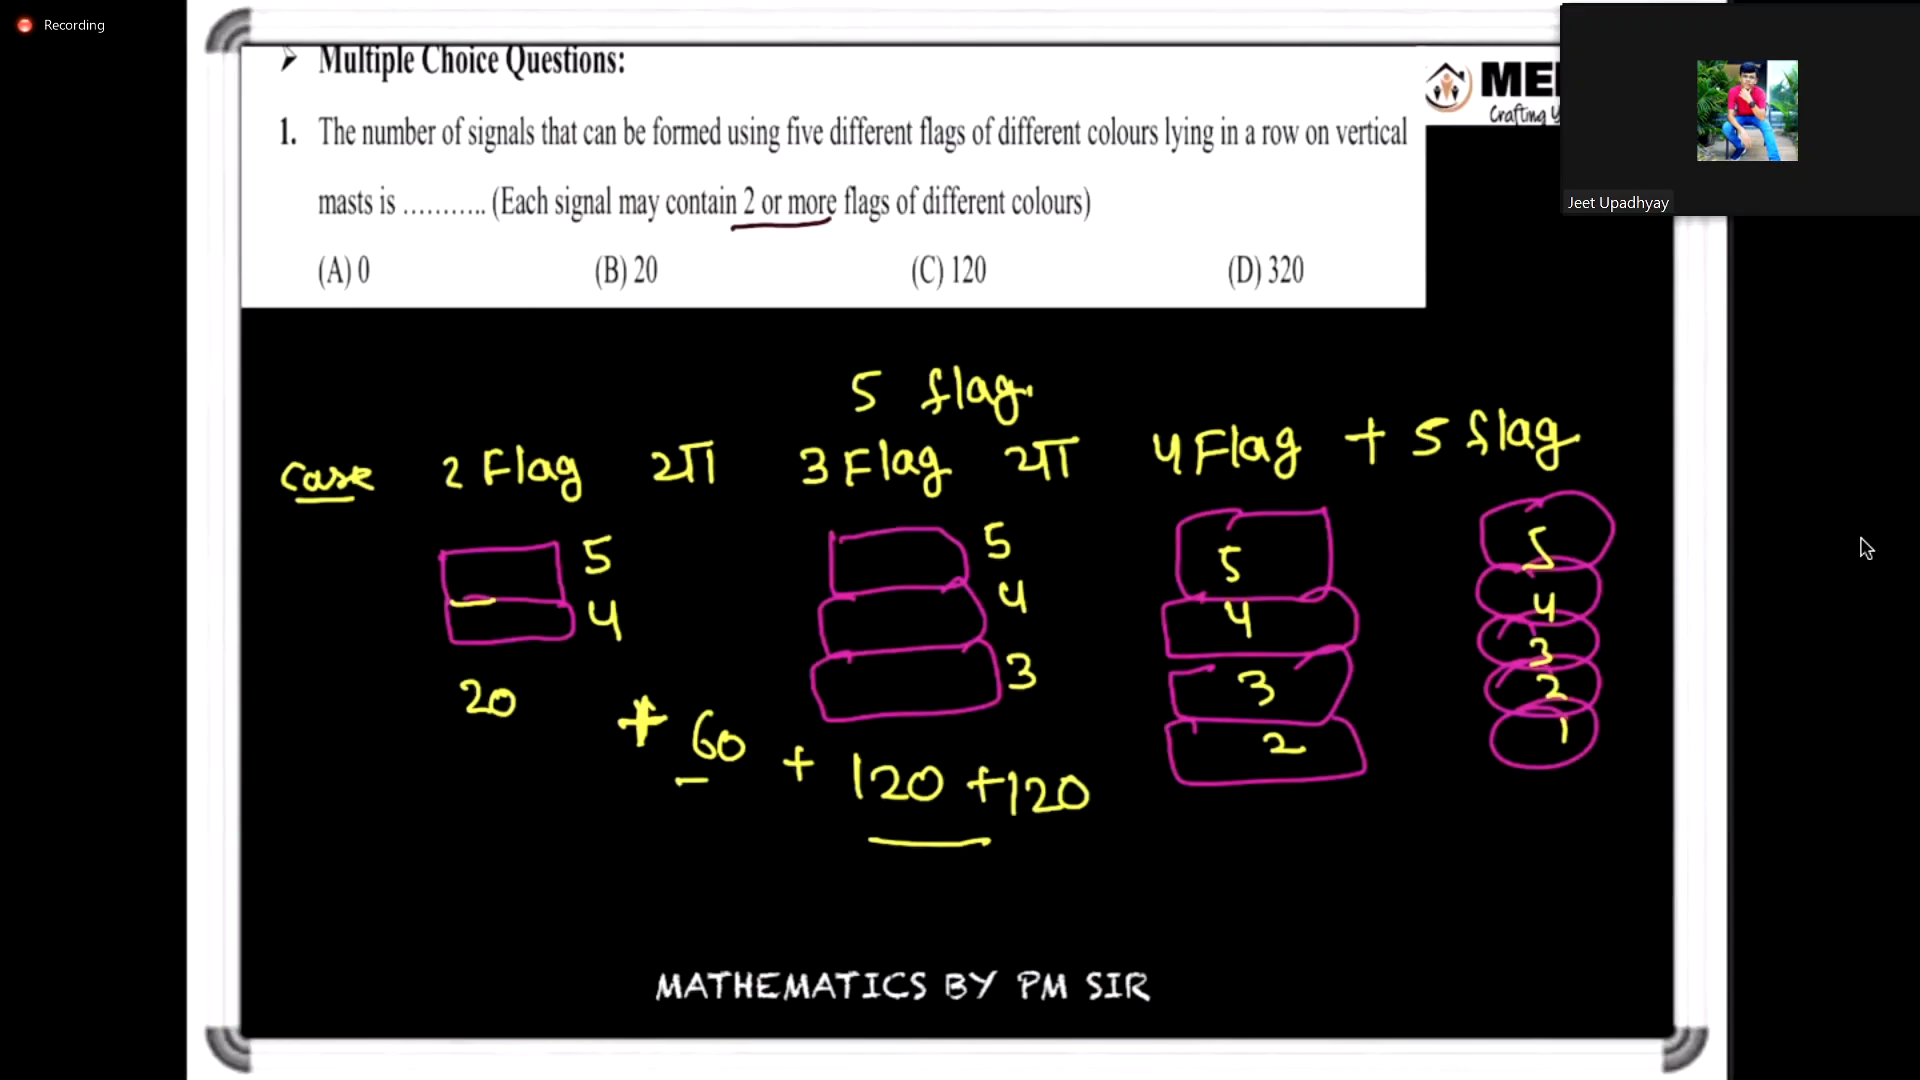 Recording
Multiple Choice Questions:
1. The number of signals that can be formed using five different flags of different colours lying in a row on vertical
masts is ……….. (Each signal may contain 2 or more flags of different colours)
(A) 0 (B) 20 (C) 120 (D) 320
ME
Crafting Y
Jeet Upadhyay
5 flag.
Case 2 Flag या 3 Flag या 4 Flag + 5 flag
5
4
5
4
3
5
4
3
2
5
4
3
2
1
20 + 60 + 120 + 120
MATHEMATICS BY PM SIR